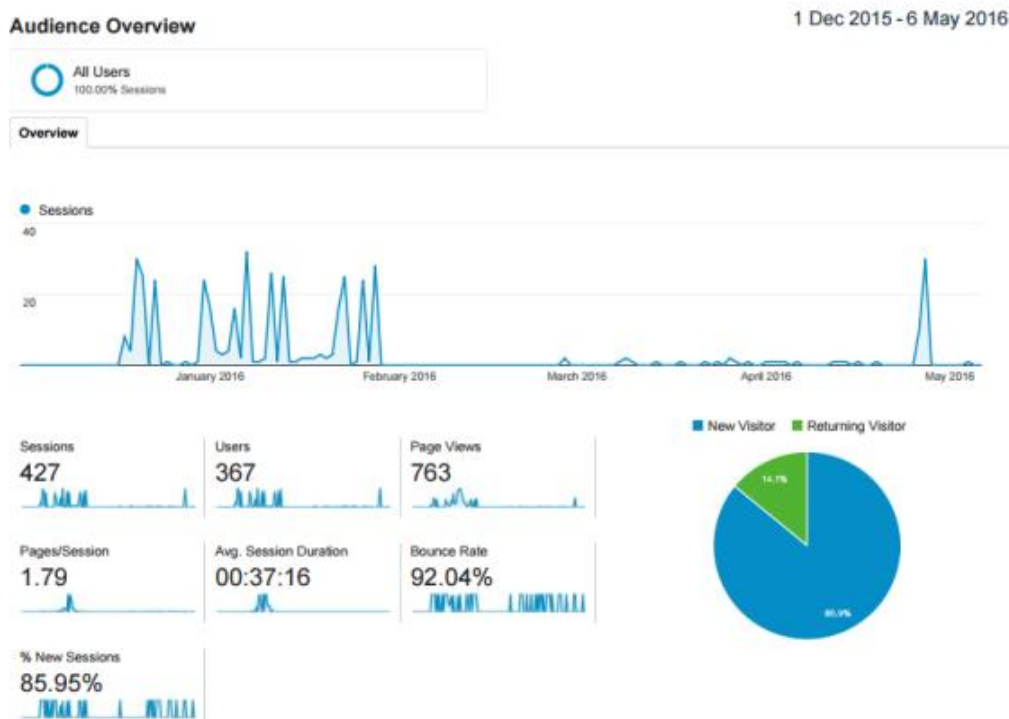 Audience Overview
1 Dec 2015 - 6 May 2016
All Users
100.00% Sessions
Overview
Sessions
40
20
January 2016
February 2016
March 2016
April 2016
May 2016
Sessions
427
Users
367
Page Views
763
New Visitor
Returning Visitor
14.1%
85.9%
Pages/Session
1.79
Avg. Session Duration
00:37:16
Bounce Rate
92.04%
% New Sessions
85.95%